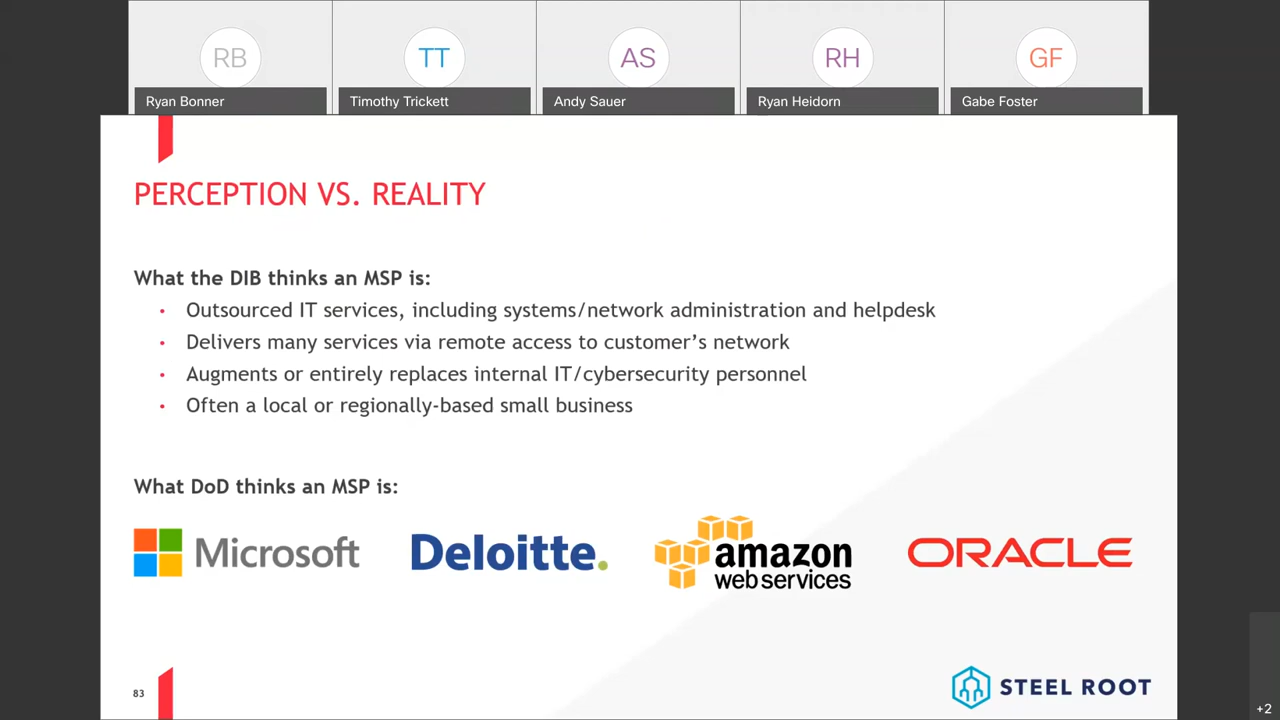 RB
TT
AS
RH
GF
Ryan Bonner
Timothy Trickett
Andy Sauer
Ryan Heidorn
Gabe Foster
PERCEPTION VS. REALITY
What the DIB thinks an MSP is:
• Outsourced IT services, including systems/network administration and helpdesk
• Delivers many services via remote access to customer’s network
• Augments or entirely replaces internal IT/cybersecurity personnel
• Often a local or regionally-based small business
What DoD thinks an MSP is:
Microsoft
Deloitte.
amazon
web services
ORACLE
83
STEEL ROOT
+2